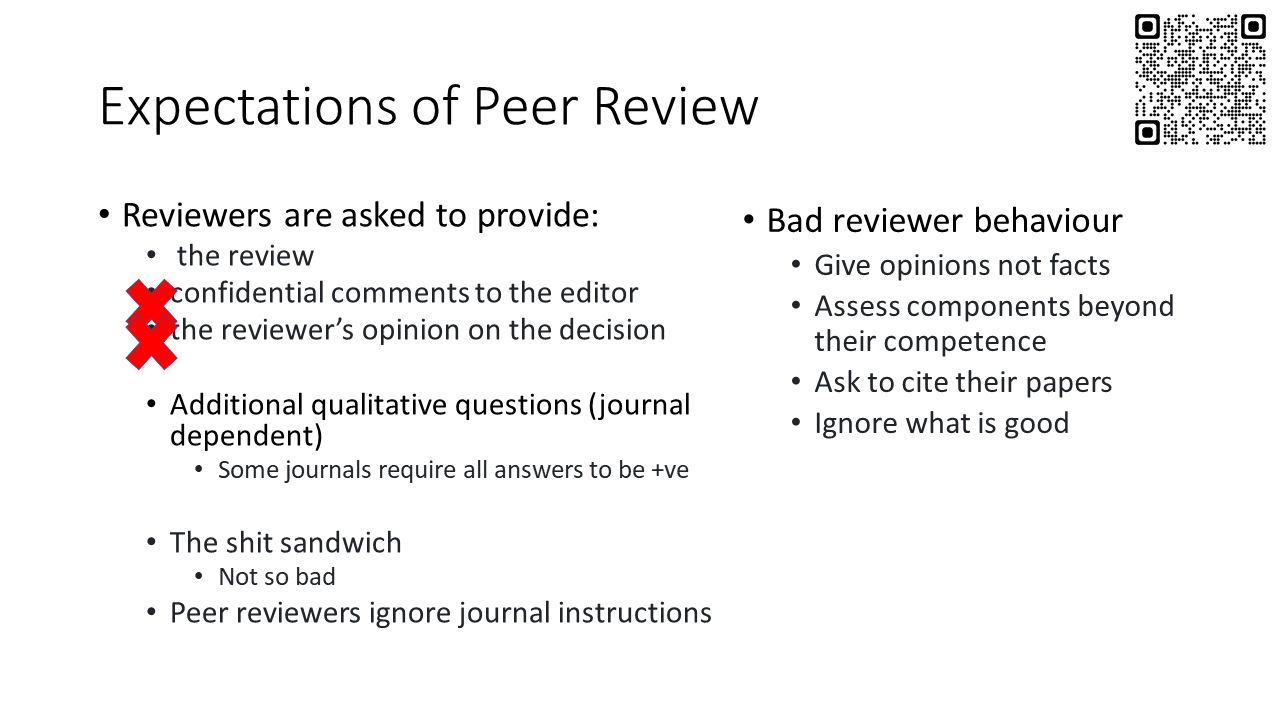 Expectations of Peer Review
• Reviewers are asked to provide:
• the review
confidential comments to the editor
the reviewer's opinion on the decision
• Additional qualitative questions (journal
dependent)
• Some journals require all answers to be +ve
• The shit sandwich
• Not so bad
• Peer reviewers ignore journal instructions
• Bad reviewer behaviour
• Give opinions not facts
• Assess components beyond
their competence
• Ask to cite their papers
• Ignore what is good